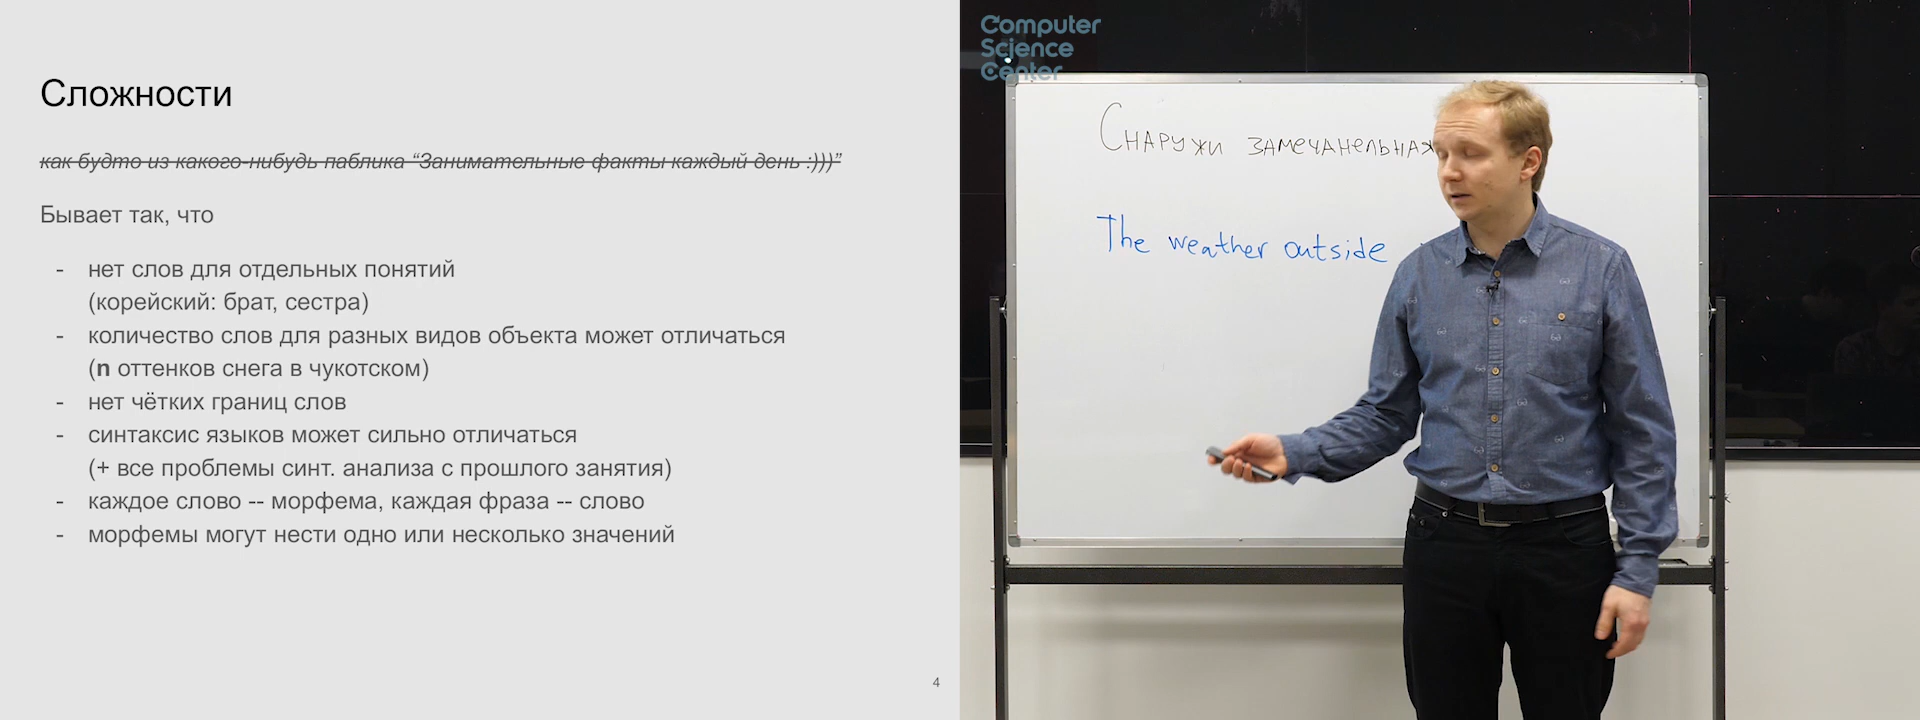 Сложности
как будто из какого-нибудь паблика “Занимательные факты каждый день :)))”
Бывает так, что
- нет слов для отдельных понятий
(корейский: брат, сестра)
- количество слов для разных видов объекта может отличаться
(n оттенков снега в чукотском)
- нет чётких границ слов
- синтаксис языков может сильно отличаться
(+ все проблемы синт. анализа с прошлого занятия)
- каждое слово -- морфема, каждая фраза -- слово
- морфемы могут нести одно или несколько значений
4
Computer
Science
Center
Снаружи замечанельная
The weather outside